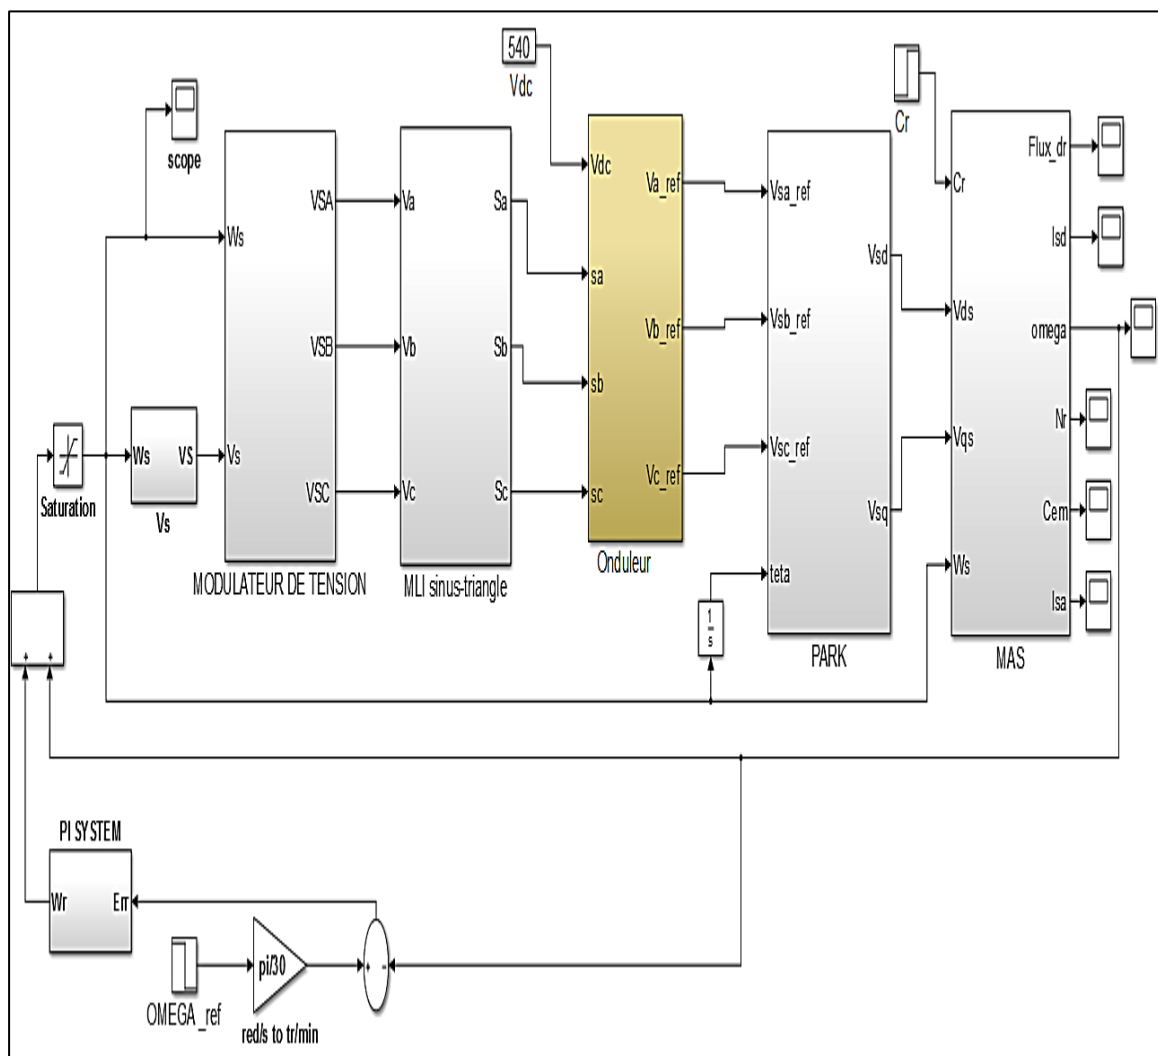 540
Vdc
scope
Cr
Ws
Vs
VSA
VSB
VSC
MODULATEUR DE TENSION
Va
Vb
Vc
Sa
Sb
Sc
MLI sinus-triangle
Vdc
sa
sb
sc
Va_ref
Vb_ref
Vc_ref
Onduleur
Vsa_ref
Vsb_ref
Vsc_ref
teta
Vsd
Vsq
PARK
Cr
Vds
Vqs
Ws
Flux_dr
Isd
omega
Nr
Cem
Isa
MAS
Saturation
Ws
VS
Vs
1
s
+
+
PI SYSTEM
Wr
Err
OMEGA_ref
pi/30
red/s to tr/min
+
-